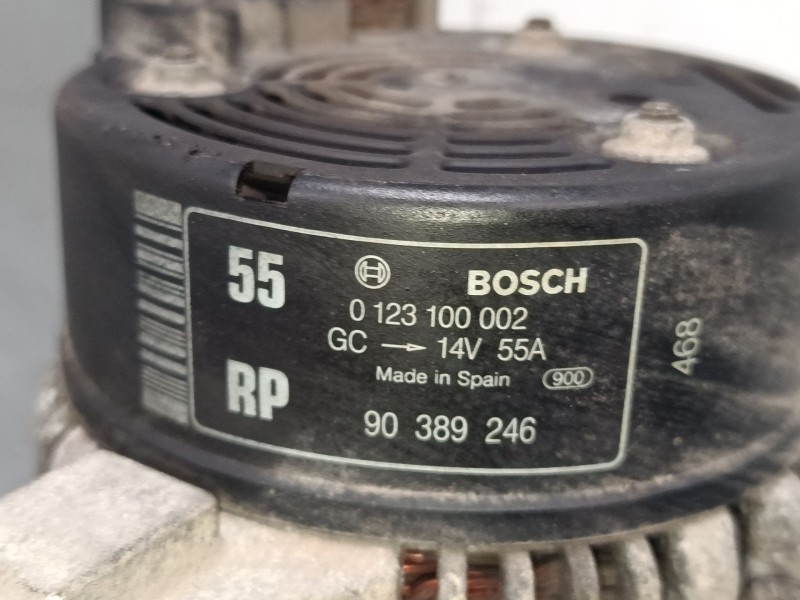 55 BOSCH
0 123 100 002
GC → 14V 55A
RP Made in Spain 900
90 389 246
468